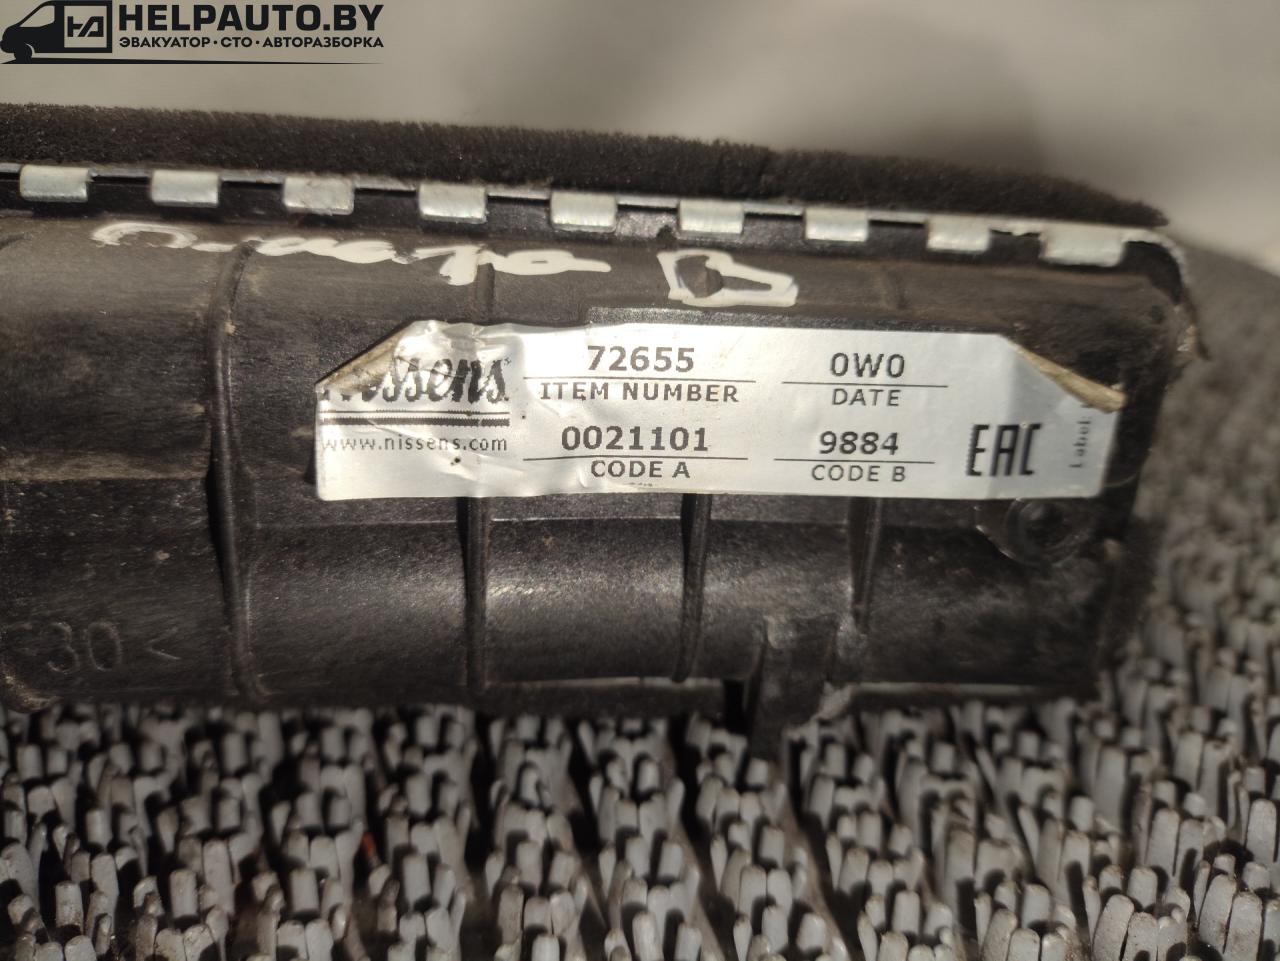 HELPAUTO.BY
ЭВАКУАТОР • СТО • АВТОРАЗБОРКА
Nissens
www.nissens.com
72655
ITEM NUMBER
0021101
CODE A
0W0
DATE
9884
CODE B
EAC
Label:
30 <